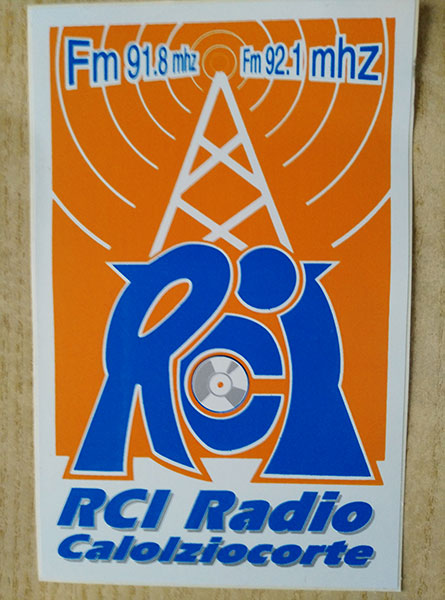 Fm 91.8 mhz Fm 92.1 mhz
Rci
RCI Radio
Calolziocorte